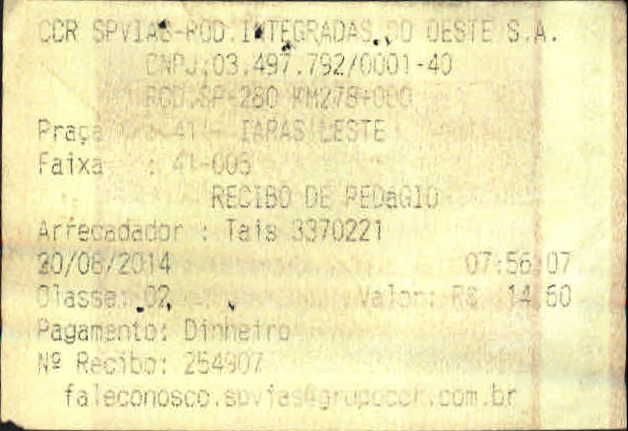 CCR SPVIAS-ROD.INTEGRADAS DO OESTE S.A.
CNPJ:03.497.792/0001-40
ROD.SP-280 KM278+000
Praça : 41 - IARAS LESTE
Faixa : 41-005
RECIBO DE PEDáGIO
Arrecadador : Tais 3370221
20/06/2014 07:56:07
Classe: 02 Valor: R$ 14.60
Pagamento: Dinheiro
Nº Recibo: 254907
faleconosco.spvias@grupoccr.com.br